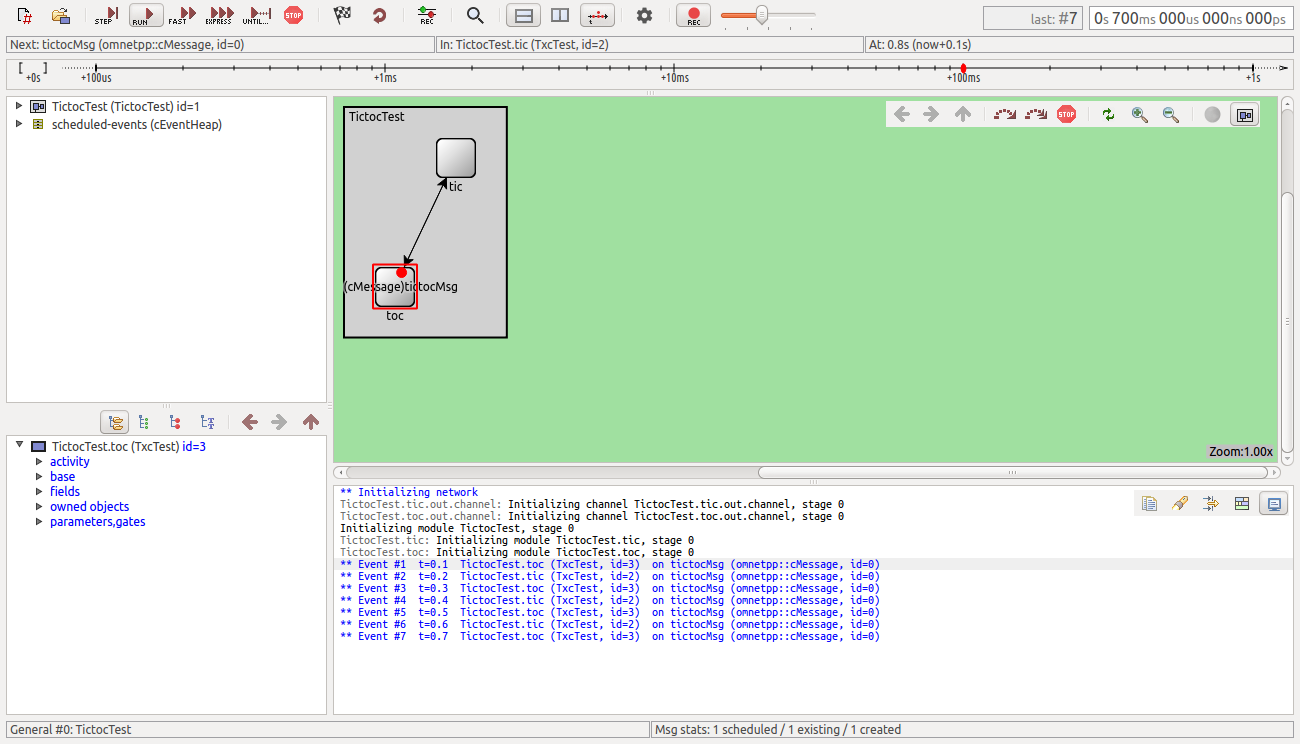 STEP RUN FAST EXPRESS UNTIL... STOP REC REC last: #7 0s 700ms 000us 000ns 000ps
Next: tictocMsg (omnetpp::cMessage, id=0) In: TictocTest.tic (TxcTest, id=2) At: 0.8s (now+0.1s)
[ ] +0s +100us +1ms +10ms +100ms +1s
TictocTest (TictocTest) id=1
scheduled-events (cEventHeap)
TictocTest
STOP
tic
(cMessage)tictocMsg
toc
Zoom:1.00x
TictocTest.toc (TxcTest) id=3
activity
base
fields
owned objects
parameters,gates
** Initializing network
TictocTest.tic.out.channel: Initializing channel TictocTest.tic.out.channel, stage 0
TictocTest.toc.out.channel: Initializing channel TictocTest.toc.out.channel, stage 0
Initializing module TictocTest, stage 0
TictocTest.tic: Initializing module TictocTest.tic, stage 0
TictocTest.toc: Initializing module TictocTest.toc, stage 0
** Event #1 t=0.1 TictocTest.toc (TxcTest, id=3) on tictocMsg (omnetpp::cMessage, id=0)
** Event #2 t=0.2 TictocTest.tic (TxcTest, id=2) on tictocMsg (omnetpp::cMessage, id=0)
** Event #3 t=0.3 TictocTest.toc (TxcTest, id=3) on tictocMsg (omnetpp::cMessage, id=0)
** Event #4 t=0.4 TictocTest.tic (TxcTest, id=2) on tictocMsg (omnetpp::cMessage, id=0)
** Event #5 t=0.5 TictocTest.toc (TxcTest, id=3) on tictocMsg (omnetpp::cMessage, id=0)
** Event #6 t=0.6 TictocTest.tic (TxcTest, id=2) on tictocMsg (omnetpp::cMessage, id=0)
** Event #7 t=0.7 TictocTest.toc (TxcTest, id=3) on tictocMsg (omnetpp::cMessage, id=0)
General #0: TictocTest Msg stats: 1 scheduled / 1 existing / 1 created